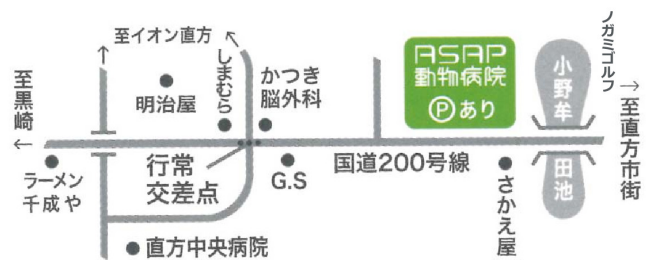 至イオン直方
至黒崎
←
明治屋
しまむら
かつき
脳外科
ASAP
動物病院
Ⓟあり
小野牟
田池
ノガミゴルフ
→
至直方市街
ラーメン
千成や
行常
交差点
G.S
国道200号線
さかえ屋
直方中央病院